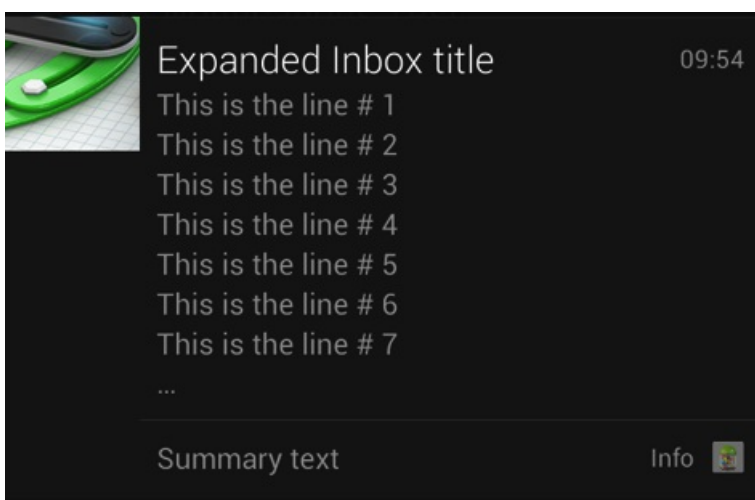 Expanded Inbox title 09:54
This is the line # 1
This is the line # 2
This is the line # 3
This is the line # 4
This is the line # 5
This is the line # 6
This is the line # 7
...
Summary text Info